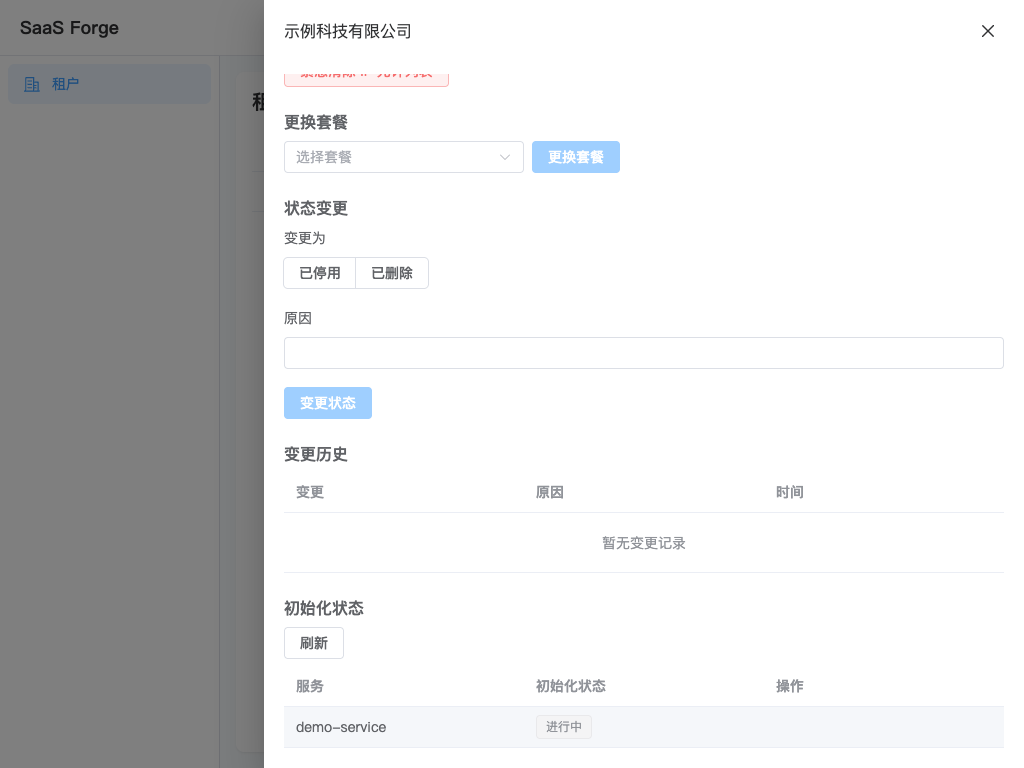 SaaS Forge
示例科技有限公司
租户
更换套餐
选择套餐
更换套餐
状态变更
变更为
已停用
已删除
原因
变更状态
变更历史
变更 原因 时间
暂无变更记录
初始化状态
刷新
服务 初始化状态 操作
demo-service 进行中